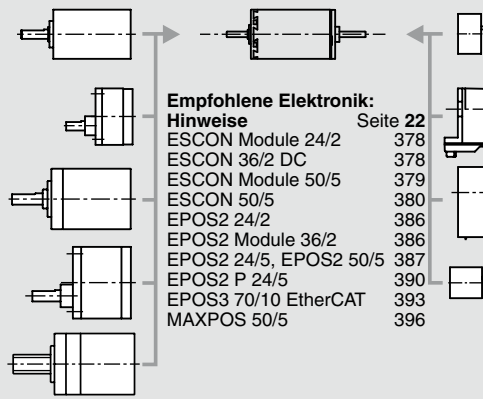 Empfohlene Elektronik:
Hinweise Seite 22
ESCON Module 24/2 378
ESCON 36/2 DC 378
ESCON Module 50/5 379
ESCON 50/5 380
EPOS2 24/2 386
EPOS2 Module 36/2 386
EPOS2 24/5, EPOS2 50/5 387
EPOS2 P 24/5 390
EPOS3 70/10 EtherCAT 393
MAXPOS 50/5 396